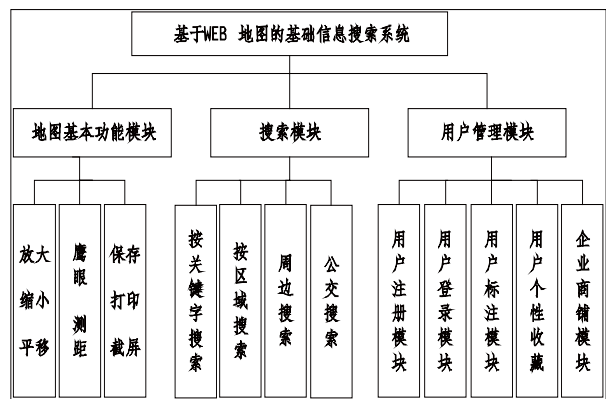 基于WEB 地图的基础信息搜索系统
地图基本功能模块
搜索模块
用户管理模块
放大
缩小
平移
鹰眼 测距
保存
打印
截屏
按关键字搜索
按区域搜索
周边搜索
公交搜索
用户注册模块
用户登录模块
用户标注模块
用户个性收藏
企业商铺模块